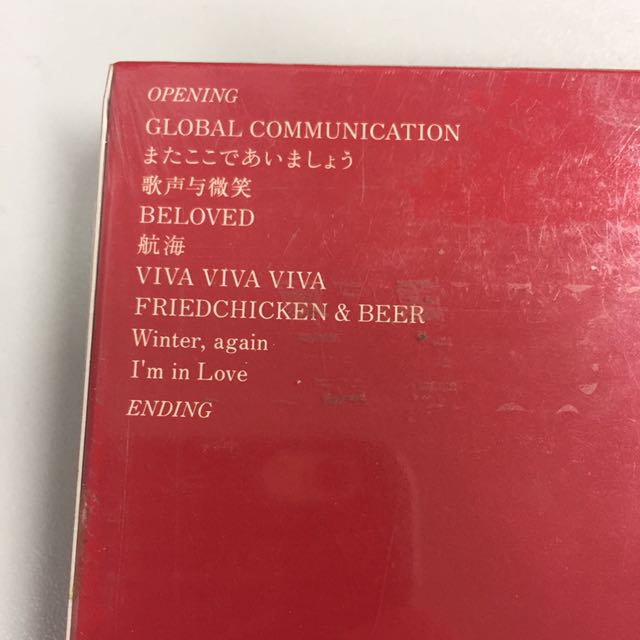 OPENING
GLOBAL COMMUNICATION
またここであいましょう
歌声与微笑
BELOVED
航海
VIVA VIVA VIVA
FRIEDCHICKEN & BEER
Winter, again
I'm in Love
ENDING